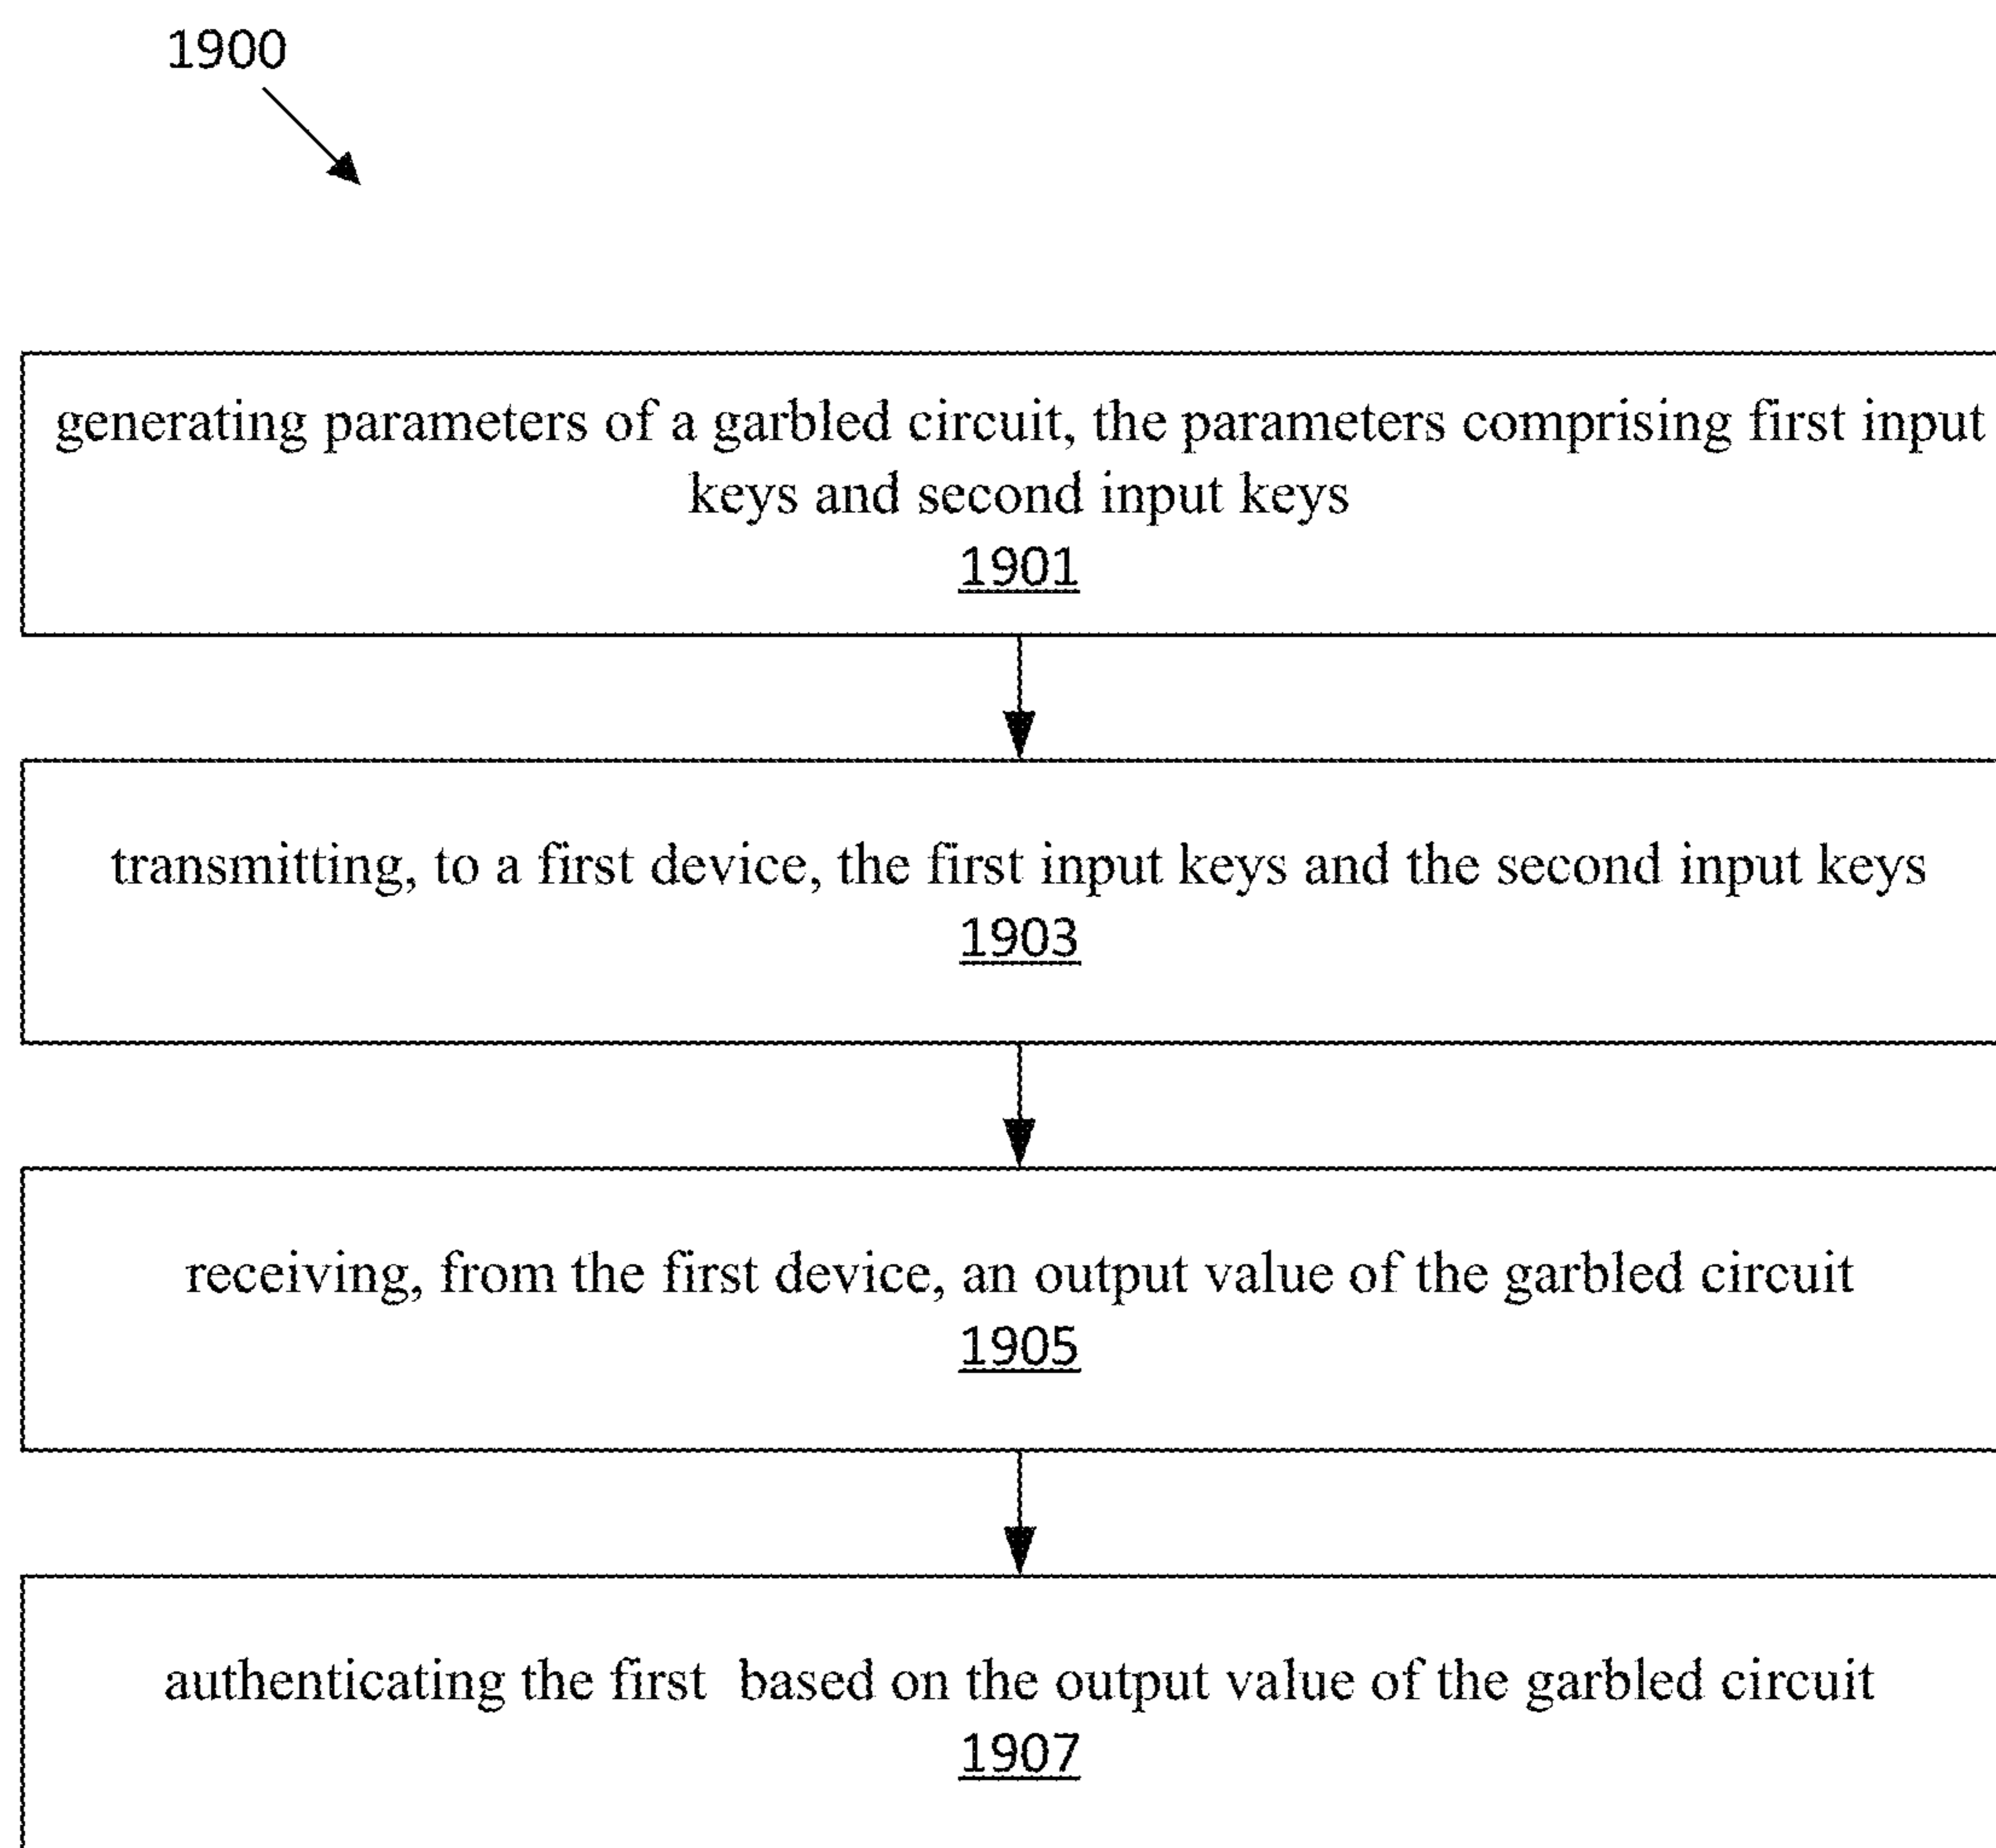 1900
generating parameters of a garbled circuit, the parameters comprising first input
keys and second input keys
1901
transmitting, to a first device, the first input keys and the second input keys
1903
receiving, from the first device, an output value of the garbled circuit
1905
authenticating the first  based on the output value of the garbled circuit
1907